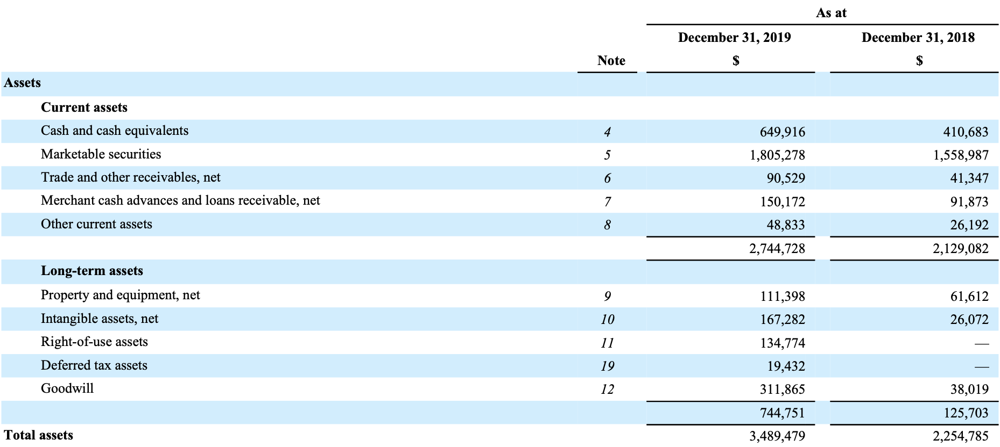 As at
December 31, 2019 December 31, 2018
Note $ $
Assets
Current assets
Cash and cash equivalents 4 649,916 410,683
Marketable securities 5 1,805,278 1,558,987
Trade and other receivables, net 6 90,529 41,347
Merchant cash advances and loans receivable, net 7 150,172 91,873
Other current assets 8 48,833 26,192
2,744,728 2,129,082
Long-term assets
Property and equipment, net 9 111,398 61,612
Intangible assets, net 10 167,282 26,072
Right-of-use assets 11 134,774 —
Deferred tax assets 19 19,432 —
Goodwill 12 311,865 38,019
744,751 125,703
Total assets 3,489,479 2,254,785